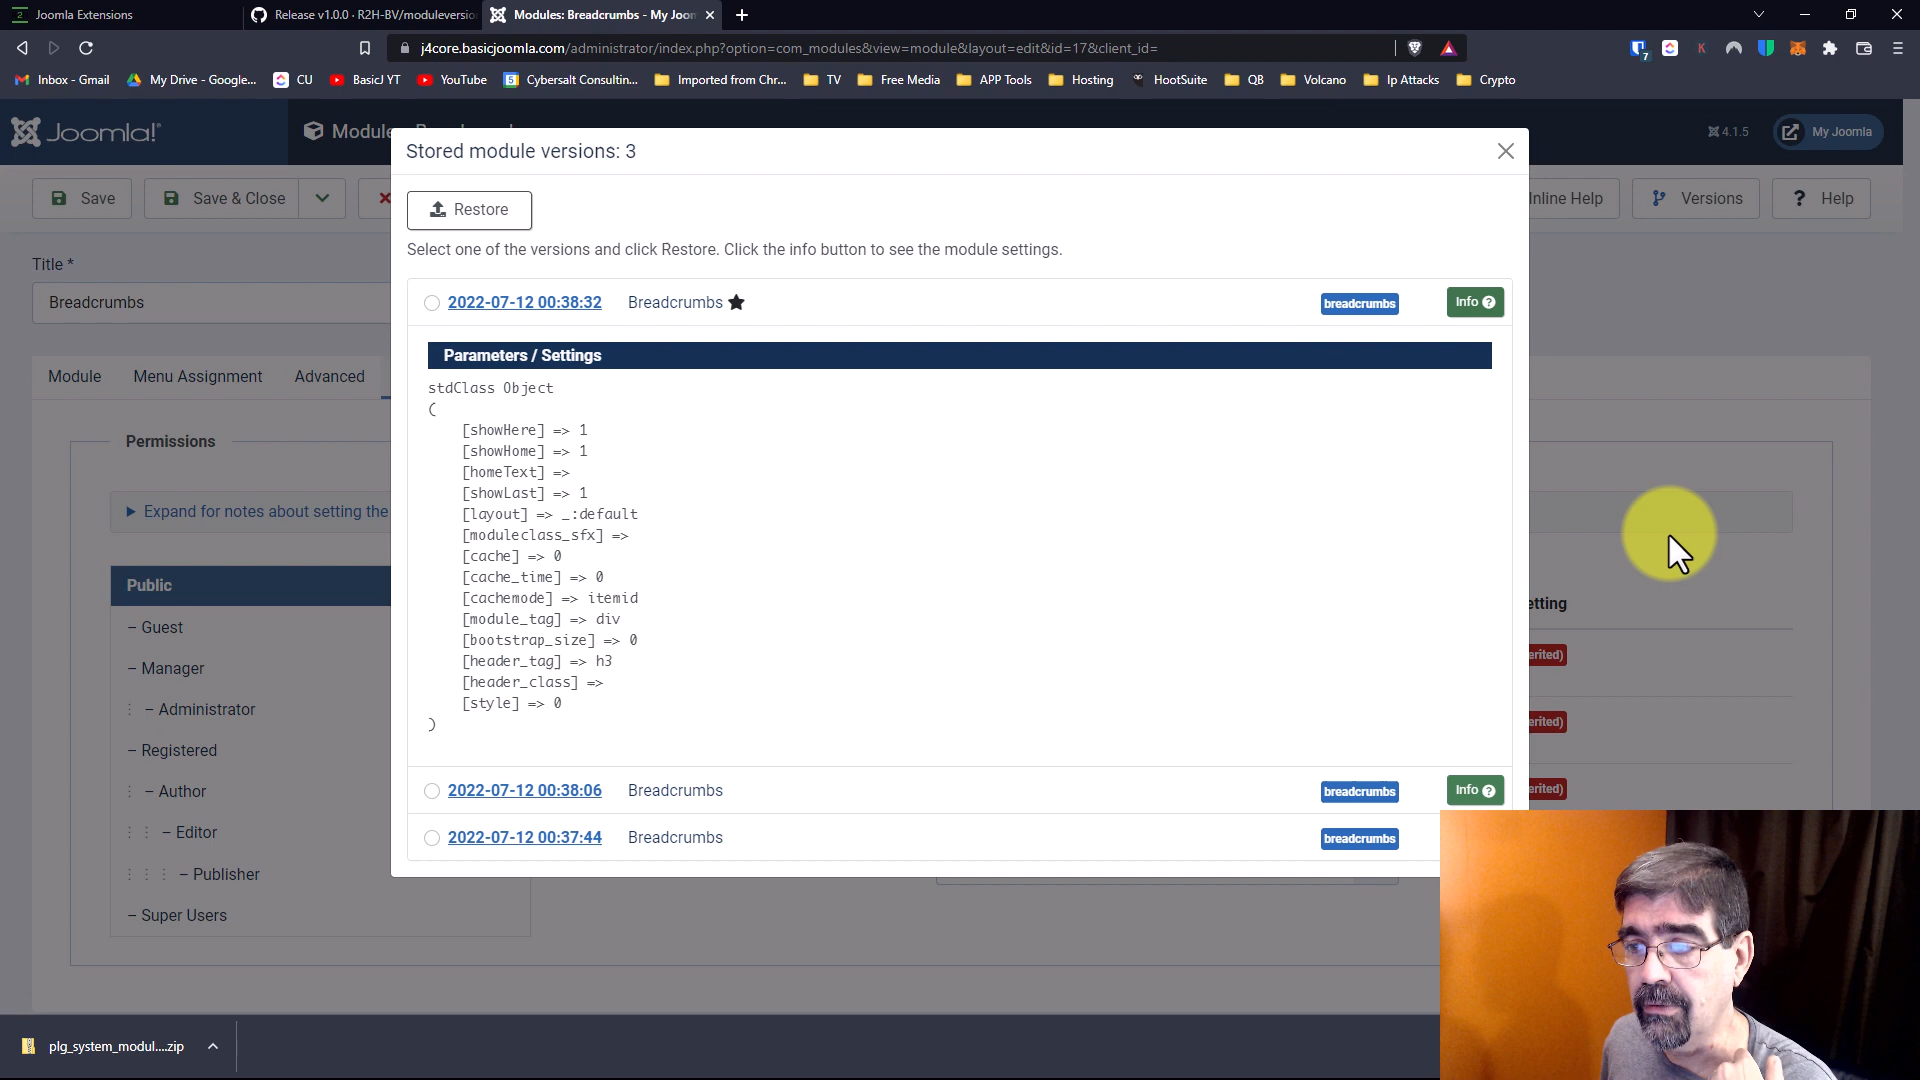 Joomla Extensions
Release v1.0.0 · R2H-BV/moduleversio
Modules: Breadcrumbs - My Joom
j4core.basicjoomla.com/administrator/index.php?option=com_modules&view=module&layout=edit&id=17&client_id=
Inbox - Gmail
My Drive - Google...
CU
BasicJ YT
YouTube
Cybersalt Consultin...
Imported from Chr...
TV
Free Media
APP Tools
Hosting
HootSuite
QB
Volcano
Ip Attacks
Crypto
Joomla!
4.1.5
My Joomla
Stored module versions: 3
Save
Save & Close
Inline Help
Versions
? Help
Restore
Select one of the versions and click Restore. Click the info button to see the module settings.
Title *
Breadcrumbs
2022-07-12 00:38:32 Breadcrumbs ★ breadcrumbs Info ?
Module
Menu Assignment
Advanced
Parameters / Settings
stdClass Object
(
[showHere] => 1
[showHome] => 1
[homeText] =>
[showLast] => 1
[layout] => _:default
[moduleclass_sfx] =>
[cache] => 0
[cache_time] => 0
[cachemode] => itemid
[module_tag] => div
[bootstrap_size] => 0
[header_tag] => h3
[header_class] =>
[style] => 0
)
Permissions
Expand for notes about setting the
Public
– Guest
– Manager
– Administrator
– Registered
– Author
– Editor
– Publisher
– Super Users
etting
erited)
erited)
erited)
2022-07-12 00:38:06 Breadcrumbs breadcrumbs Info ?
2022-07-12 00:37:44 Breadcrumbs breadcrumbs
plg_system_modul....zip